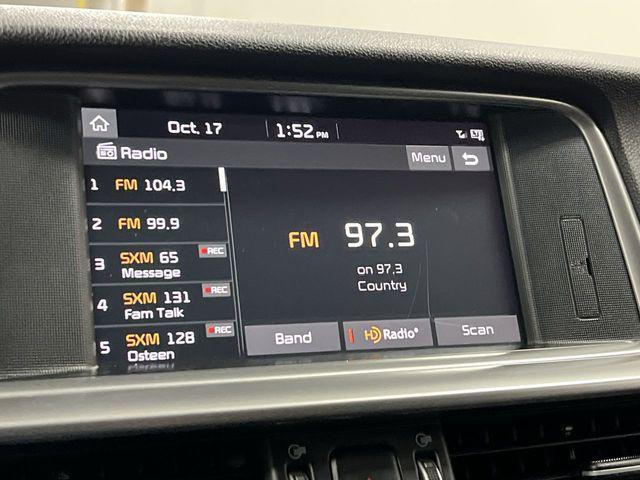 Oct. 17 1:52 PM
Radio Menu
1 FM 104.3
2 FM 99.9
3 SXM 65 REC
Message
4 SXM 131 REC
Fam Talk
5 SXM 128 REC
Osteen
FM 97.3
on 97.3
Country
Band HD Radio® Scan